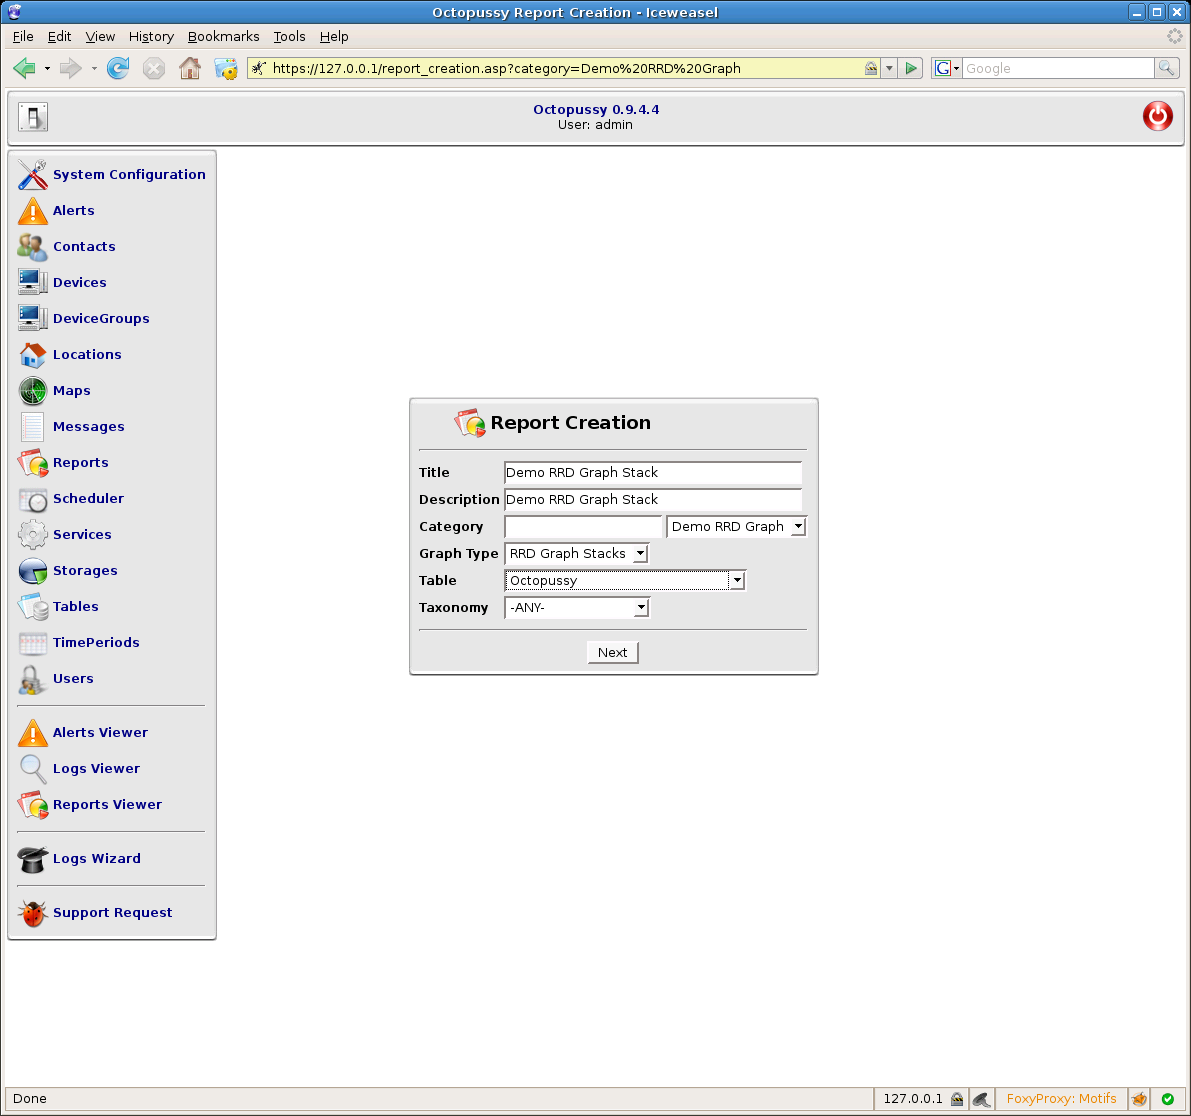 Octopussy Report Creation - Iceweasel
File Edit View History Bookmarks Tools Help
https://127.0.0.1/report_creation.asp?category=Demo%20RRD%20Graph
G Google
Octopussy 0.9.4.4
User: admin
System Configuration
Alerts
Contacts
Devices
DeviceGroups
Locations
Maps
Messages
Reports
Scheduler
Services
Storages
Tables
TimePeriods
Users
Alerts Viewer
Logs Viewer
Reports Viewer
Logs Wizard
Support Request
Report Creation
Title Demo RRD Graph Stack
Description Demo RRD Graph Stack
Category Demo RRD Graph
Graph Type RRD Graph Stacks
Table Octopussy
Taxonomy -ANY-
Next
Done 127.0.0.1 FoxyProxy: Motifs